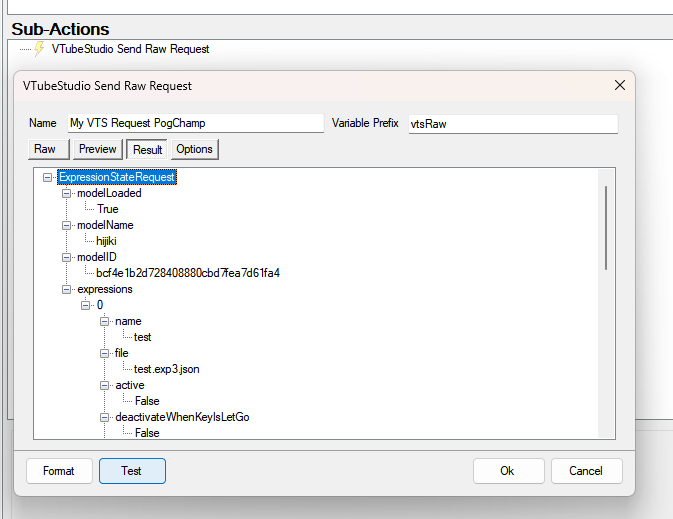 Sub-Actions
VTubeStudio Send Raw Request
VTubeStudio Send Raw Request
Name My VTS Request PogChamp Variable Prefix vtsRaw
Raw Preview Result Options
ExpressionStateRequest
modelLoaded
True
modelName
hijiki
modelID
bcf4e1b2d728408880cbd7fea7d61fa4
expressions
0
name
test
file
test.exp3.json
active
False
deactivateWhenKeyIsLetGo
False
Format Test Ok Cancel